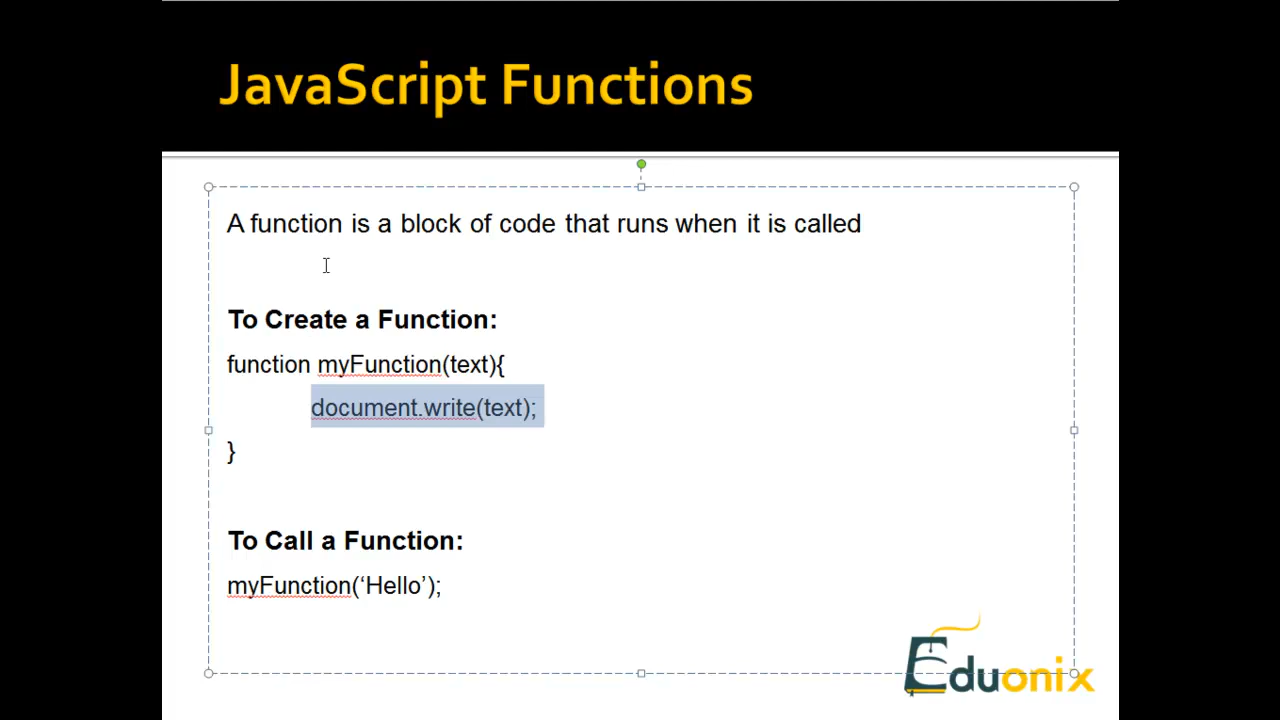 JavaScript Functions
A function is a block of code that runs when it is called
To Create a Function:
function myFunction(text){
document.write(text);
}
To Call a Function:
myFunction(‘Hello’);
Eduonix